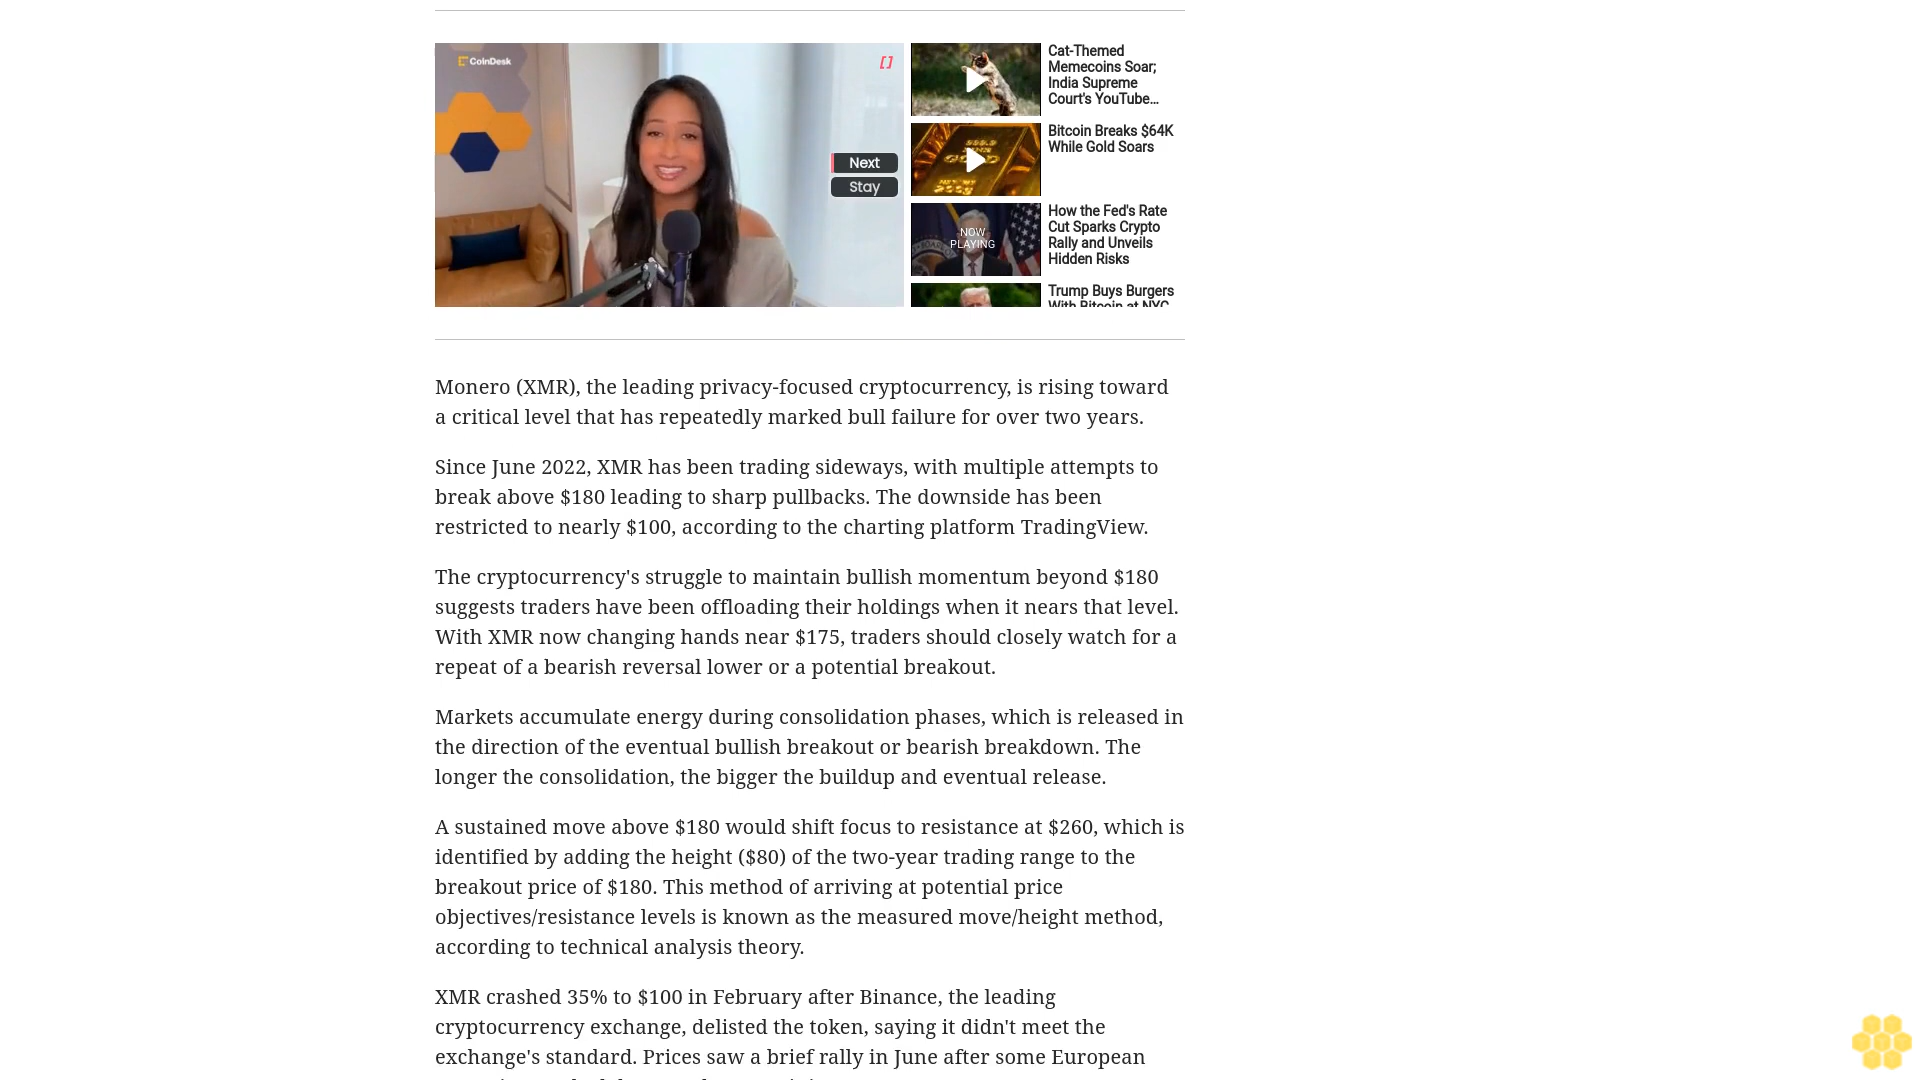 CoinDesk
[ ]
Next
Stay
Cat-Themed
Memecoins Soar;
India Supreme
Court's YouTube...
999.9
GOLD
NET WT
Bitcoin Breaks $64K
While Gold Soars
NOW
PLAYING
How the Fed's Rate
Cut Sparks Crypto
Rally and Unveils
Hidden Risks
Trump Buys Burgers
With Bitcoin at NYC
Monero (XMR), the leading privacy-focused cryptocurrency, is rising toward
a critical level that has repeatedly marked bull failure for over two years.
Since June 2022, XMR has been trading sideways, with multiple attempts to
break above $180 leading to sharp pullbacks. The downside has been
restricted to nearly $100, according to the charting platform TradingView.
The cryptocurrency's struggle to maintain bullish momentum beyond $180
suggests traders have been offloading their holdings when it nears that level.
With XMR now changing hands near $175, traders should closely watch for a
repeat of a bearish reversal lower or a potential breakout.
Markets accumulate energy during consolidation phases, which is released in
the direction of the eventual bullish breakout or bearish breakdown. The
longer the consolidation, the bigger the buildup and eventual release.
A sustained move above $180 would shift focus to resistance at $260, which is
identified by adding the height ($80) of the two-year trading range to the
breakout price of $180. This method of arriving at potential price
objectives/resistance levels is known as the measured move/height method,
according to technical analysis theory.
XMR crashed 35% to $100 in February after Binance, the leading
cryptocurrency exchange, delisted the token, saying it didn't meet the
exchange's standard. Prices saw a brief rally in June after some European